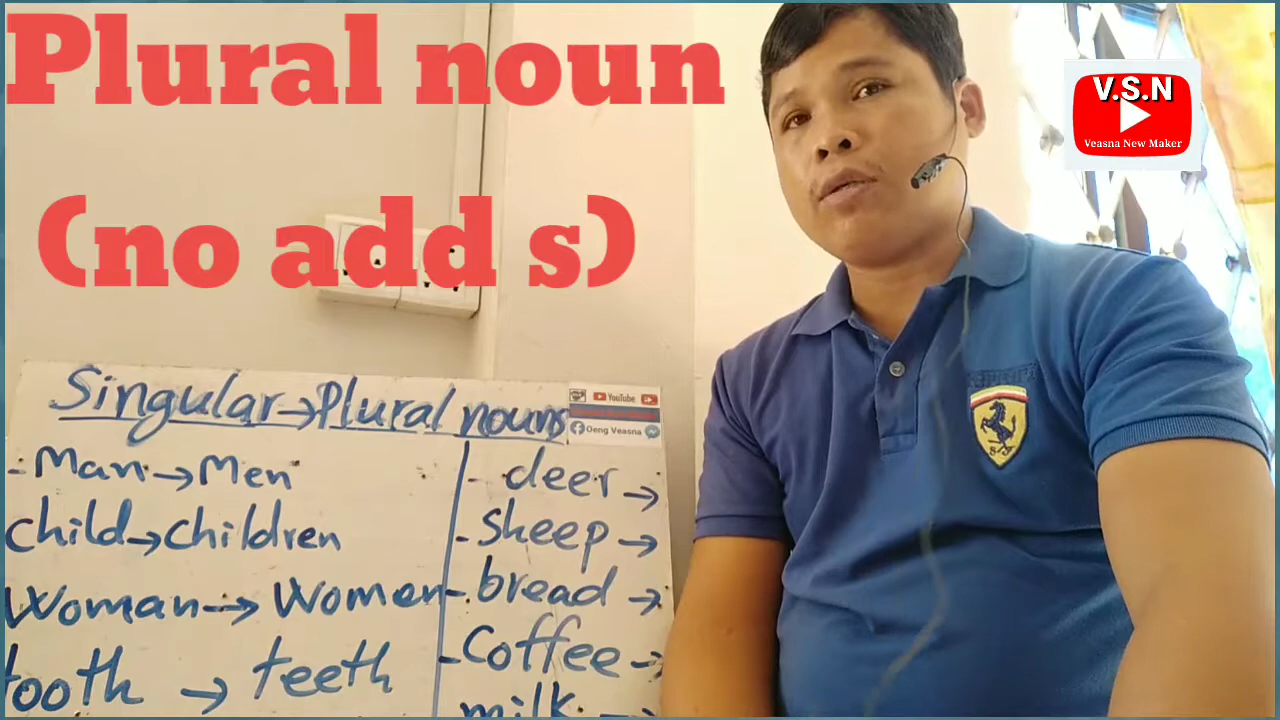 Plural noun
(no add s)
V.S.N
Veasna New Maker
Singular→Plural nouns
YouTube
Oeng Veasna
- Man → Men
child → children
Woman → Women
tooth → teeth
- deer →
- sheep →
- bread →
- Coffee →
milk →